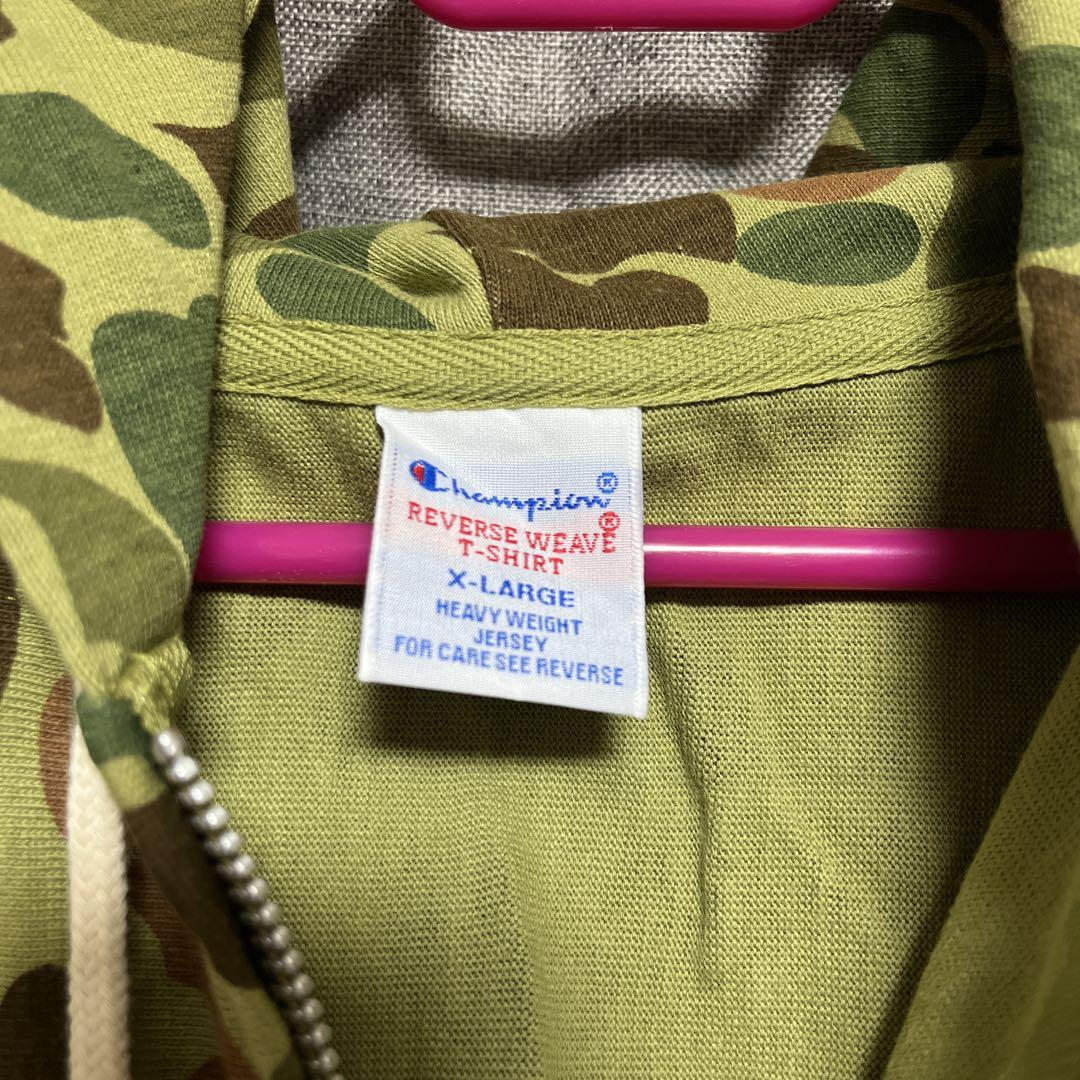 Champion®
REVERSE WEAVE®
T-SHIRT
X-LARGE
HEAVY WEIGHT
JERSEY
FOR CARE SEE REVERSE